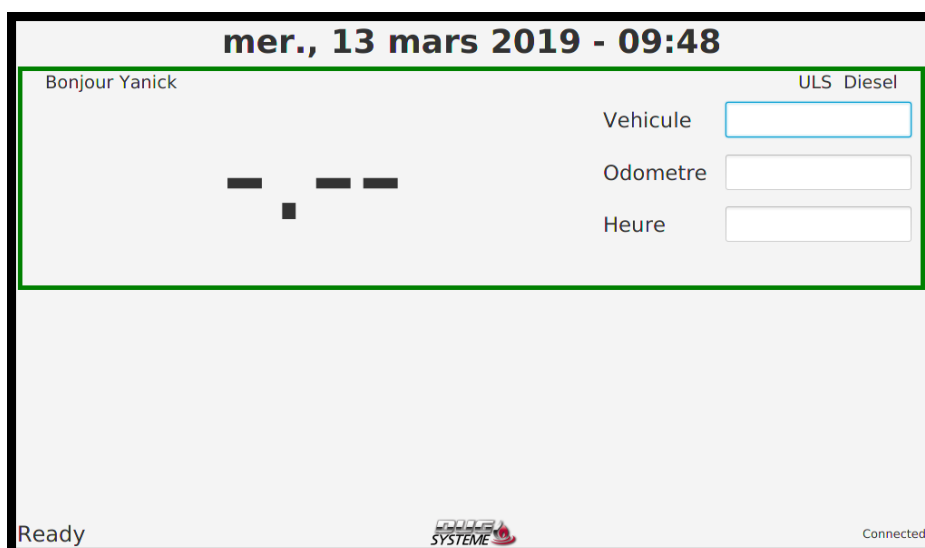 mer., 13 mars 2019 - 09:48
Bonjour Yanick
ULS Diesel
Vehicule
-.--
Odometre
Heure
Ready
SYSTEME
Connected